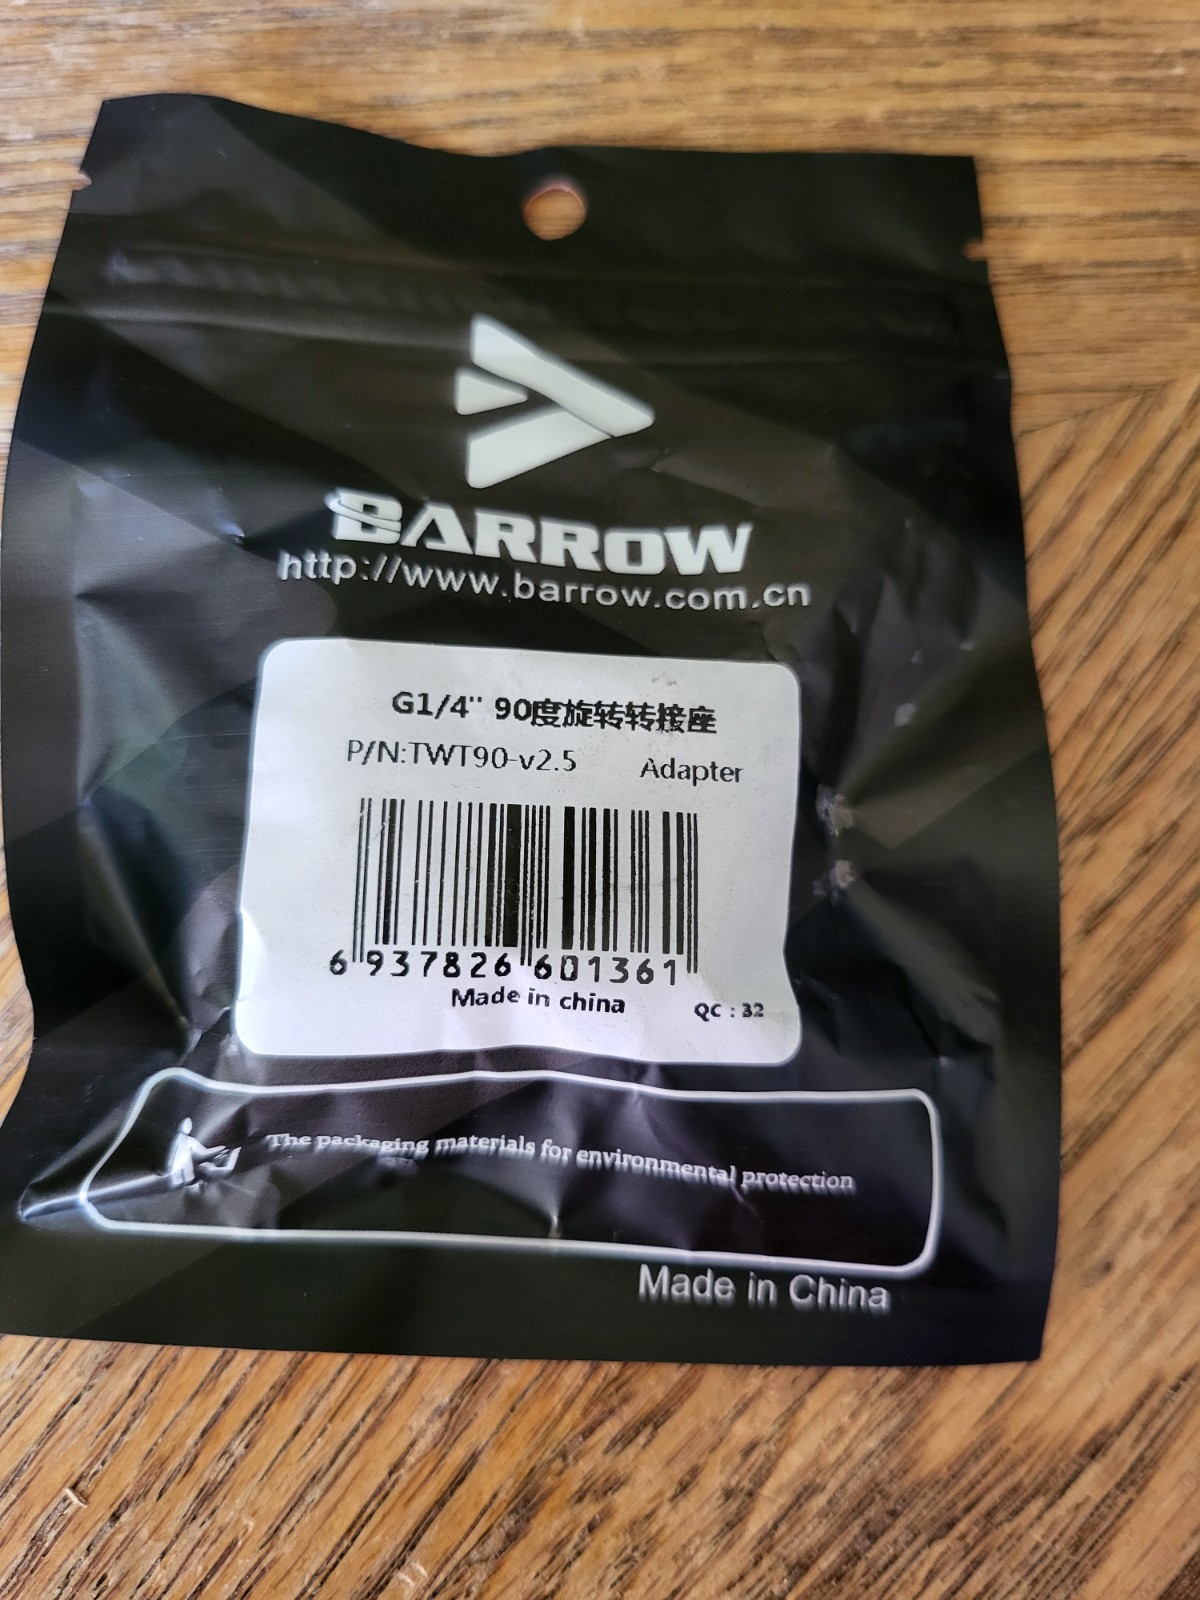 BARROW
http://www.barrow.com.cn
G1/4" 90度旋转转接座
P/N:TWT90-v2.5 Adapter
6 937826 601361
Made in china QC : 32
The packaging materials for environmental protection
Made in China